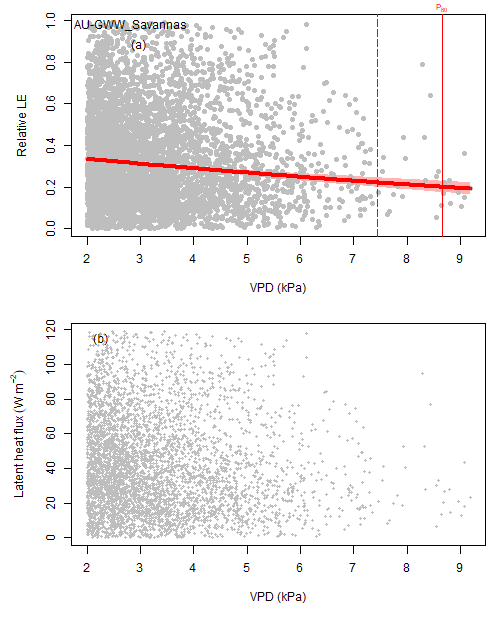 P80
AU-GWW_Savannas
(a)
1.0
0.8
0.6
0.4
0.2
0.0
Relative LE
2 3 4 5 6 7 8 9
VPD (kPa)
(b)
120
100
80
60
40
20
0
Latent heat flux (W m⁻²)
2 3 4 5 6 7 8 9
VPD (kPa)